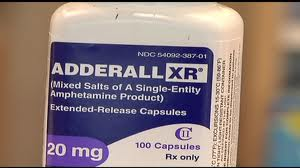 NDC 54092-387-01
ADDERALL XR®
(Mixed Salts of A Single-Entity
Amphetamine Product)
Extended-Release Capsules
20 mg
CII
100 Capsules
Rx only